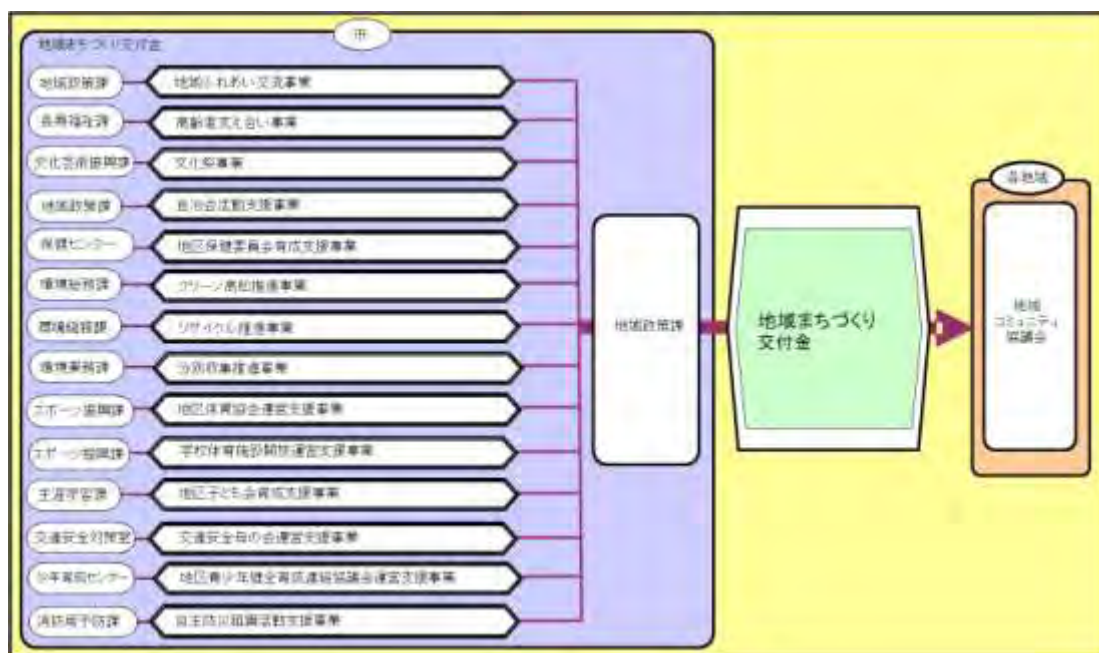 市
地域まちづくり交付金
地域政策課 地域ふれあい交流事業
長寿福祉課 高齢者支え合い事業
文化芸術振興課 文化祭事業
地域政策課 自治会活動支援事業
保健センター 地区保健委員会育成支援事業
環境総務課 クリーン高松推進事業
環境総務課 リサイクル推進事業
環境業務課 分別収集推進事業
スポーツ振興課 地区体育協会運営支援事業
スポーツ振興課 学校体育施設開放運営支援事業
生涯学習課 地区子ども会育成支援事業
交通安全対策室 交通安全母の会運営支援事業
少年育成センター 地区青少年健全育成連絡協議会運営支援事業
消防局予防課 自主防災組織活動支援事業
地域政策課
地域まちづくり
交付金
各地域
地域
コミュニティ
協議会